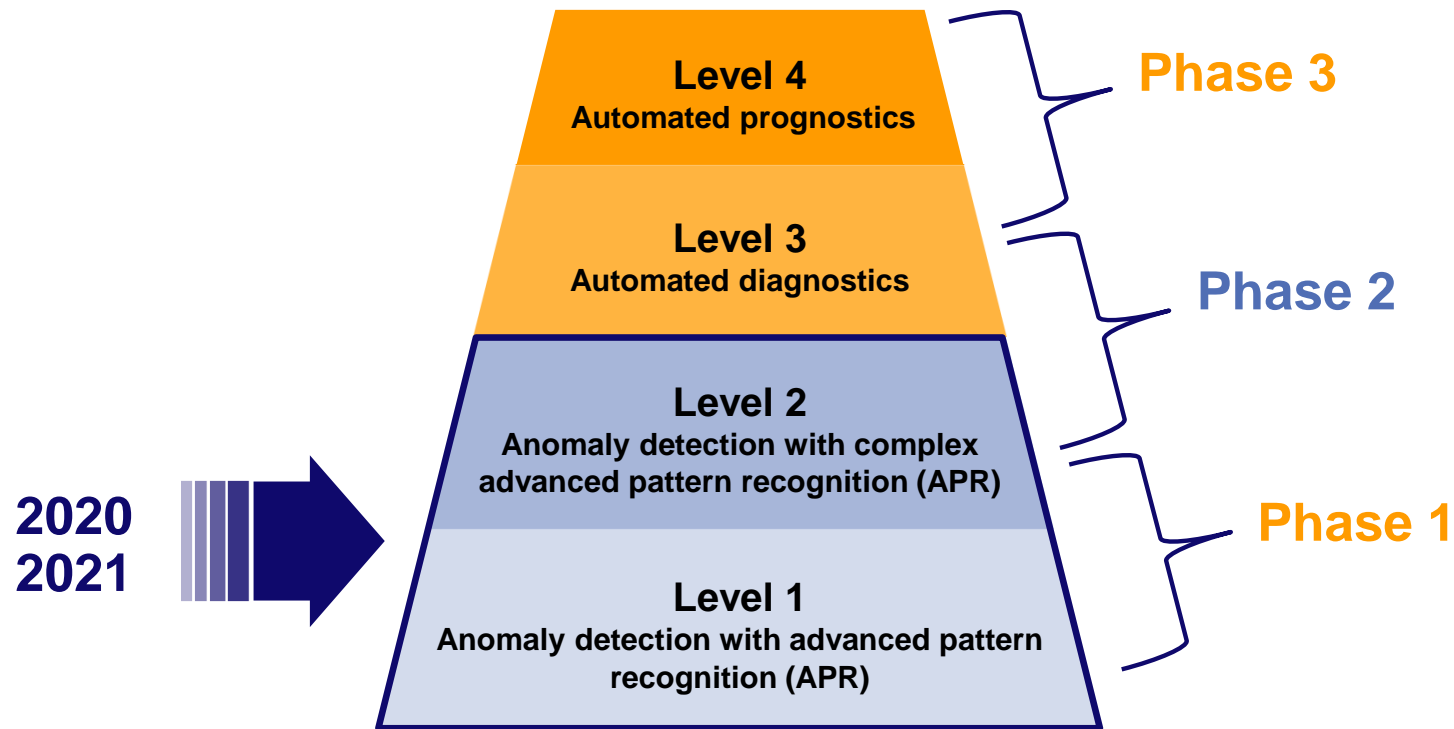 Level 4
Automated prognostics
Phase 3
Level 3
Automated diagnostics
Phase 2
Level 2
Anomaly detection with complex
advanced pattern recognition (APR)
2020
2021
Phase 1
Level 1
Anomaly detection with advanced pattern
recognition (APR)